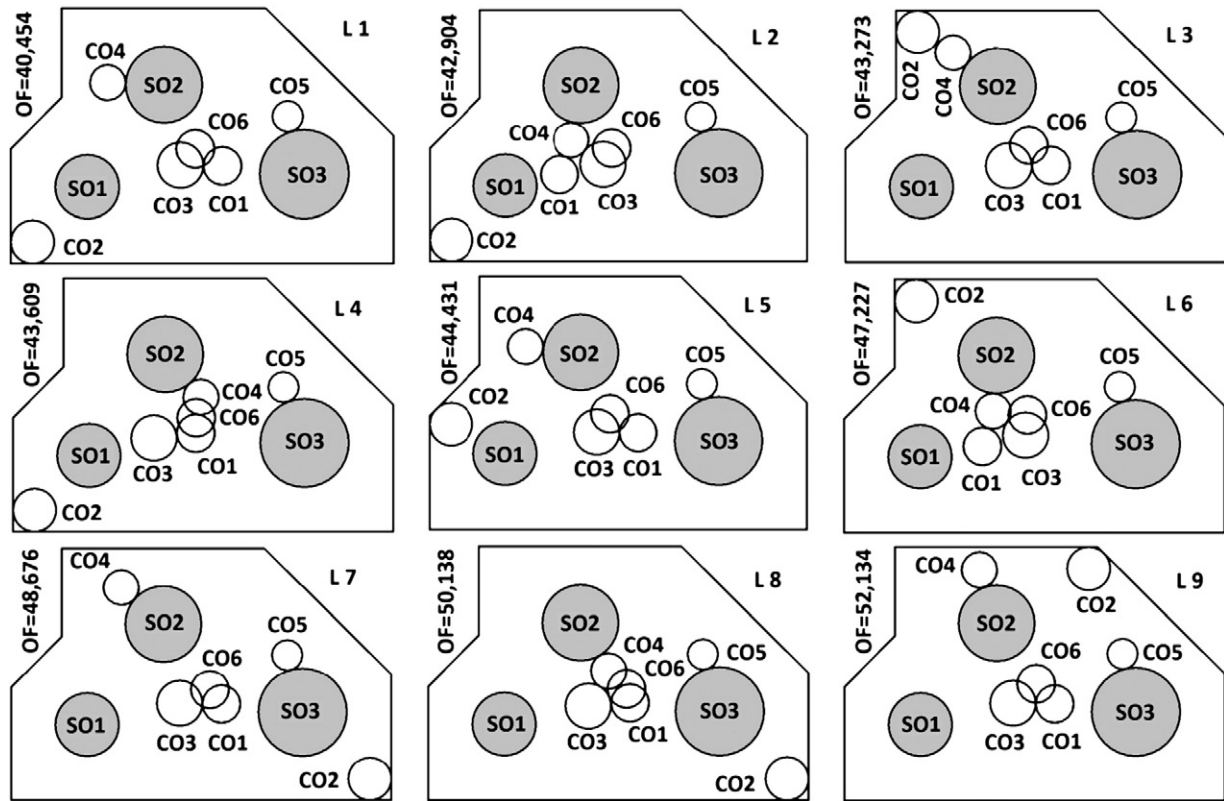 OF=40,454
L 1
CO4
SO2
CO5
CO6
SO1
SO3
CO3
CO1
CO2
OF=42,904
L 2
SO2
CO5
CO4
CO6
SO1
SO3
CO1
CO3
CO2
OF=43,273
L 3
CO2
CO4
SO2
CO5
CO6
SO1
SO3
CO3
CO1
OF=43,609
L 4
SO2
CO5
CO4
CO6
SO1
SO3
CO3
CO1
CO2
OF=44,431
L 5
CO4
SO2
CO5
CO6
CO2
SO1
SO3
CO3
CO1
OF=47,227
L 6
CO2
SO2
CO5
CO4
CO6
SO1
SO3
CO1
CO3
OF=48,676
L 7
CO4
SO2
CO5
CO6
SO1
SO3
CO3
CO1
CO2
OF=50,138
L 8
SO2
CO4
CO5
CO6
SO1
SO3
CO3
CO1
CO2
OF=52,134
L 9
CO4
CO2
SO2
CO5
CO6
SO1
SO3
CO3
CO1